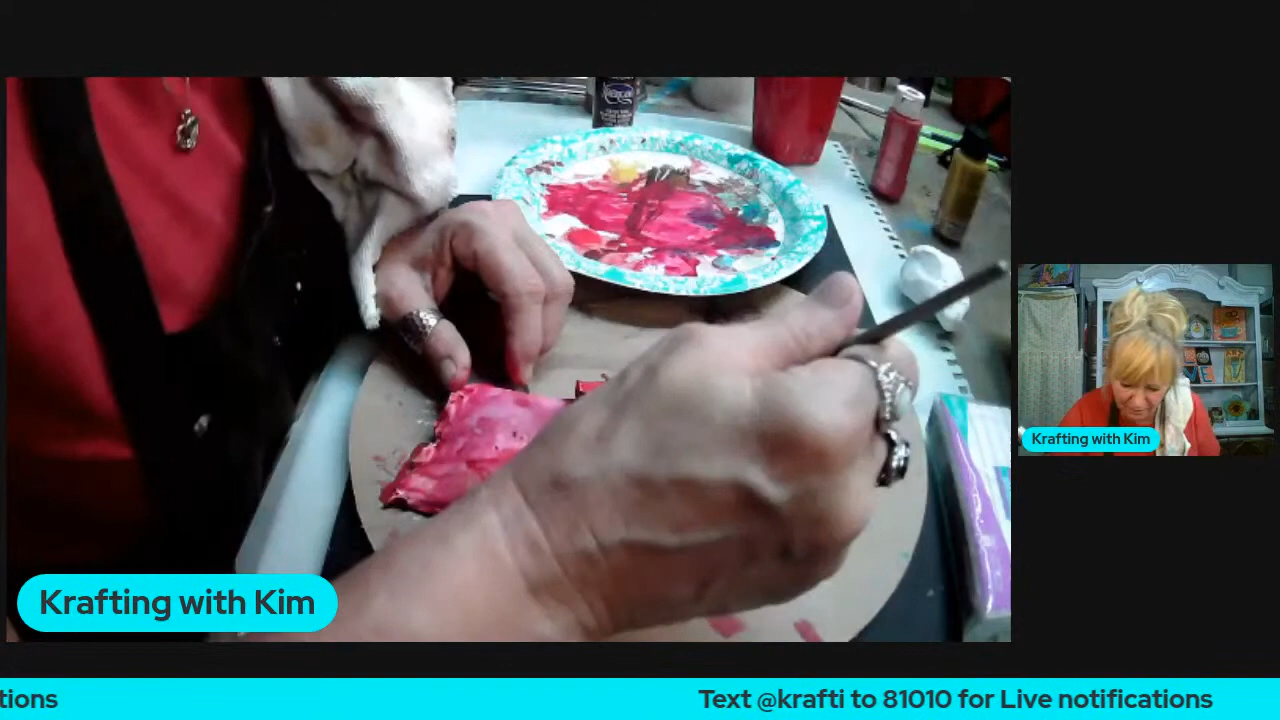 Krafting with Kim
Krafting with Kim
tions
Text @krafti to 81010 for Live notifications